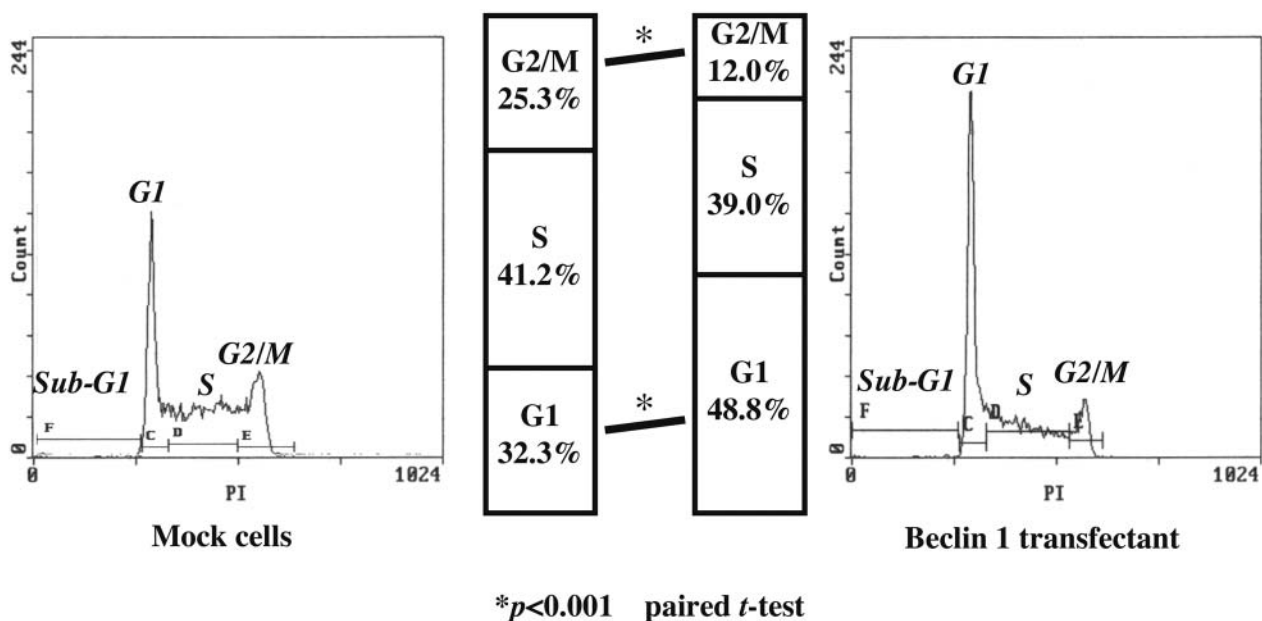 244
Count
0
G1
Sub-G1
S
G2/M
F
C
D
E
0
1024
PI
Mock cells
G2/M
25.3%
S
41.2%
G1
32.3%
*
*
G2/M
12.0%
S
39.0%
G1
48.8%
244
Count
0
G1
Sub-G1
S
G2/M
F
C
D
E
0
1024
PI
Beclin 1 transfectant
*p<0.001 paired t-test